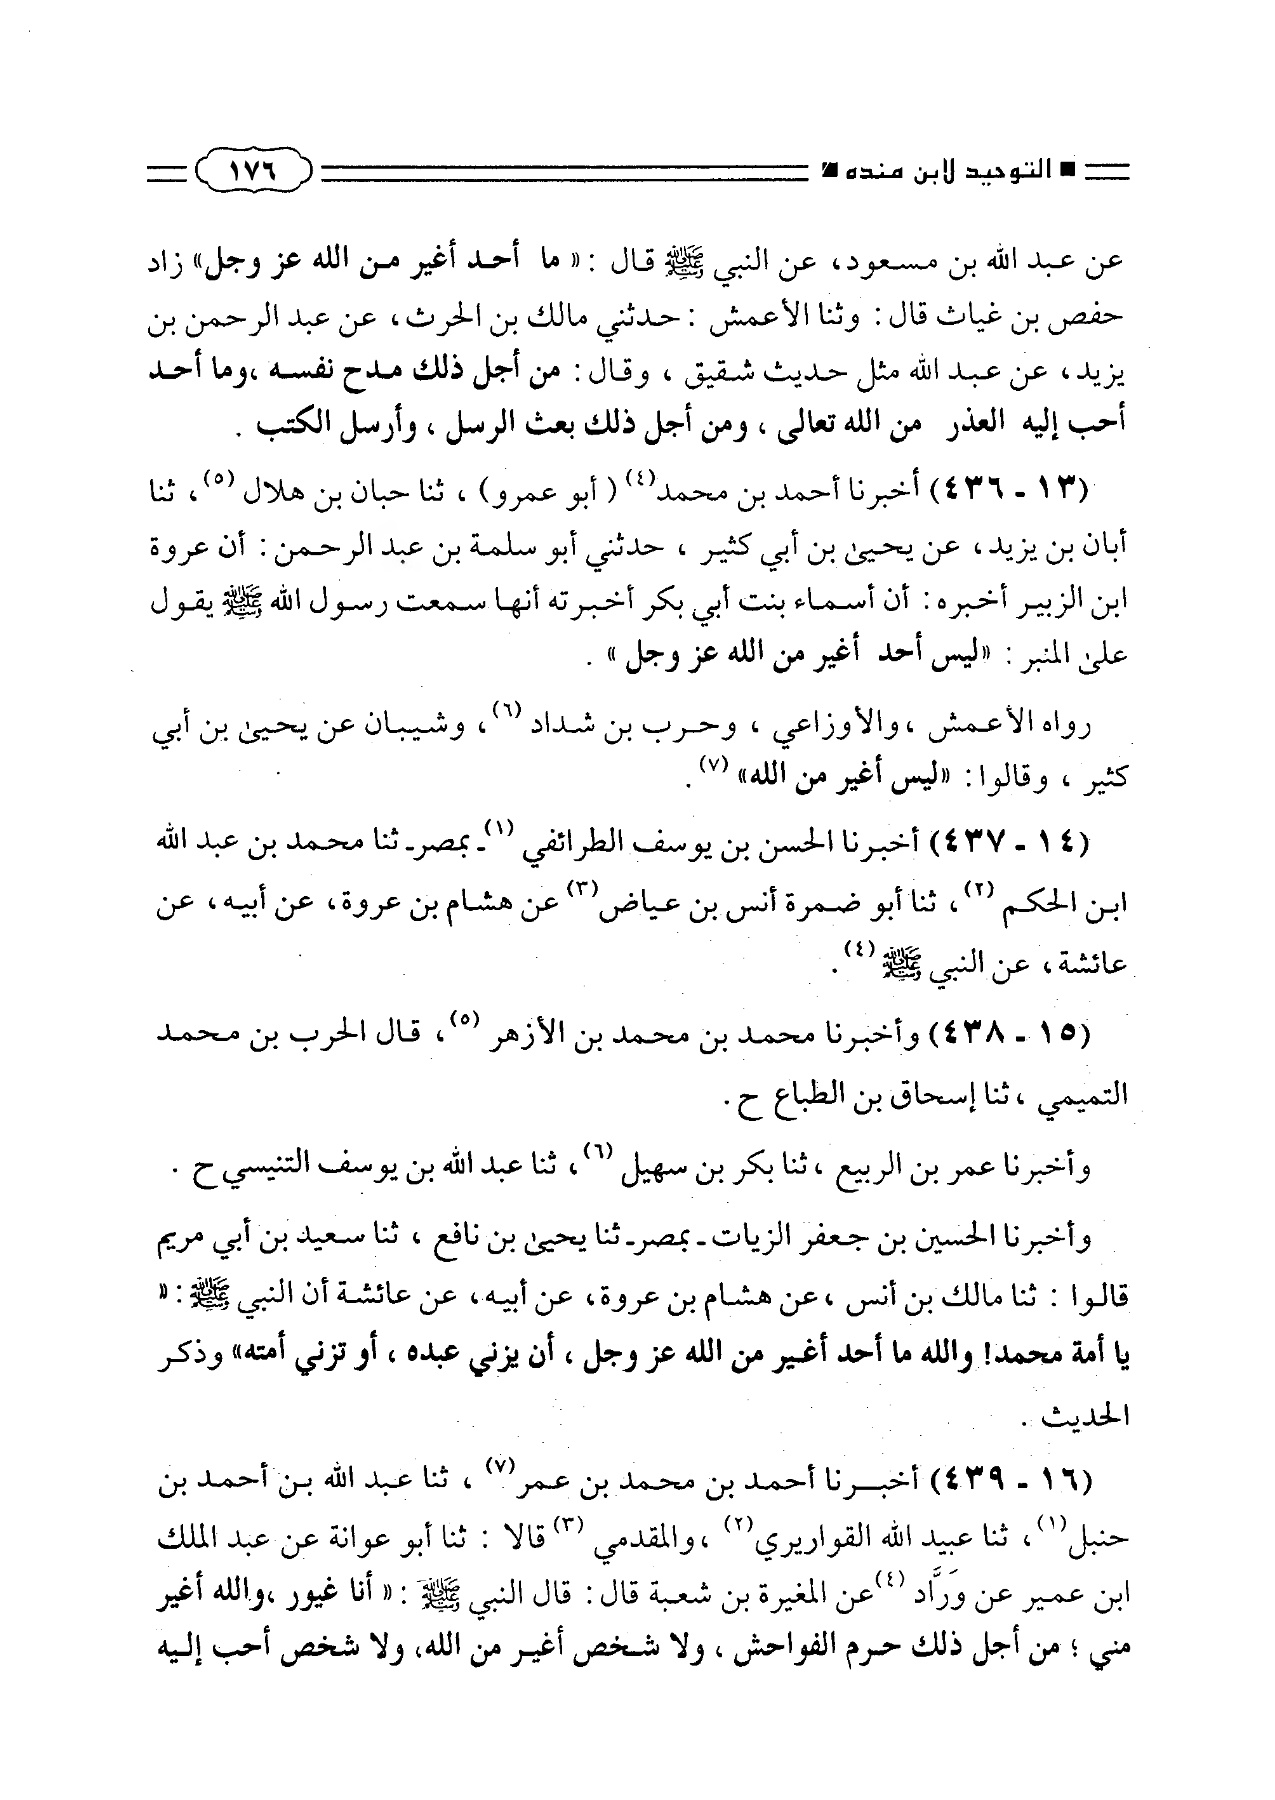 ■ التوحيد لابن منده ■ ١٧٦
عن عبد الله بن مسعود، عن النبي ﷺ قال : « ما أحد أغير من الله عز وجل» زاد
حفص بن غياث قال : وثنا الأعمش : حدثني مالك بن الحرث، عن عبد الرحمن بن
يزيد، عن عبد الله مثل حديث شقيق ، وقال : من أجل ذلك مدح نفسه ،وما أحد
أحب إليه العذر من الله تعالى ، ومن أجل ذلك بعث الرسل ، وأرسل الكتب .
(١٣ - ٤٣٦) أخبرنا أحمد بن محمد(٤) ( أبو عمرو) ، ثنا حبان بن هلال (٥)، ثنا
أبان بن يزيد، عن يحيىٰ بن أبي كثير ، حدثني أبو سلمة بن عبد الرحمن : أن عروة
ابن الزبير أخبره : أن أسماء بنت أبي بكر أخبرته أنها سمعت رسول الله ﷺ يقول
علىٰ المنبر : «ليس أحد أغير من الله عز وجل » .
رواه الأعمش ،والأوزاعي ، وحرب بن شداد (٦)، وشيبان عن يحيىٰ بن أبي
كثير ، وقالوا : «ليس أغير من الله» (٧).
(١٤ - ٤٣٧) أخبرنا الحسن بن يوسف الطرائفي (١)ـ بمصرـ ثنا محمد بن عبد الله
ابن الحكم (٢)، ثنا أبو ضمرة أنس بن عياض(٣) عن هشام بن عروة، عن أبيه، عن
عائشة، عن النبي ﷺ (٤).
(١٥ - ٤٣٨) وأخبرنا محمد بن محمد بن الأزهر (٥)، قال الحرب بن محمد
التميمي ، ثنا إسحاق بن الطباع ح .
وأخبرنا عمر بن الربيع ، ثنا بكر بن سهيل (٦)، ثنا عبد الله بن يوسف التنيسي ح .
وأخبرنا الحسين بن جعفر الزيات ـ بمصرـ ثنا يحيىٰ بن نافع ، ثنا سعيد بن أبي مريم
قالوا : ثنا مالك بن أنس ، عن هشام بن عروة، عن أبيه، عن عائشة أن النبي ﷺ : «
يا أمة محمد! والله ما أحد أغير من الله عز وجل ، أن يزني عبده ، أو تزني أمته» وذكر
الحديث .
(١٦ - ٤٣٩) أخبرنا أحمد بن محمد بن عمر(٧) ، ثنا عبد الله بن أحمد بن
حنبل(١)، ثنا عبيد الله القواريري(٢) ،والمقدمي (٣) قالا : ثنا أبو عوانة عن عبد الملك
ابن عمير عن وَرَّاد (٤) عن المغيرة بن شعبة قال : قال النبي ﷺ : « أنا غيور ،والله أغير
مني ؛ من أجل ذلك حرم الفواحش ، ولا شخص أغير من الله، ولا شخص أحب إليه